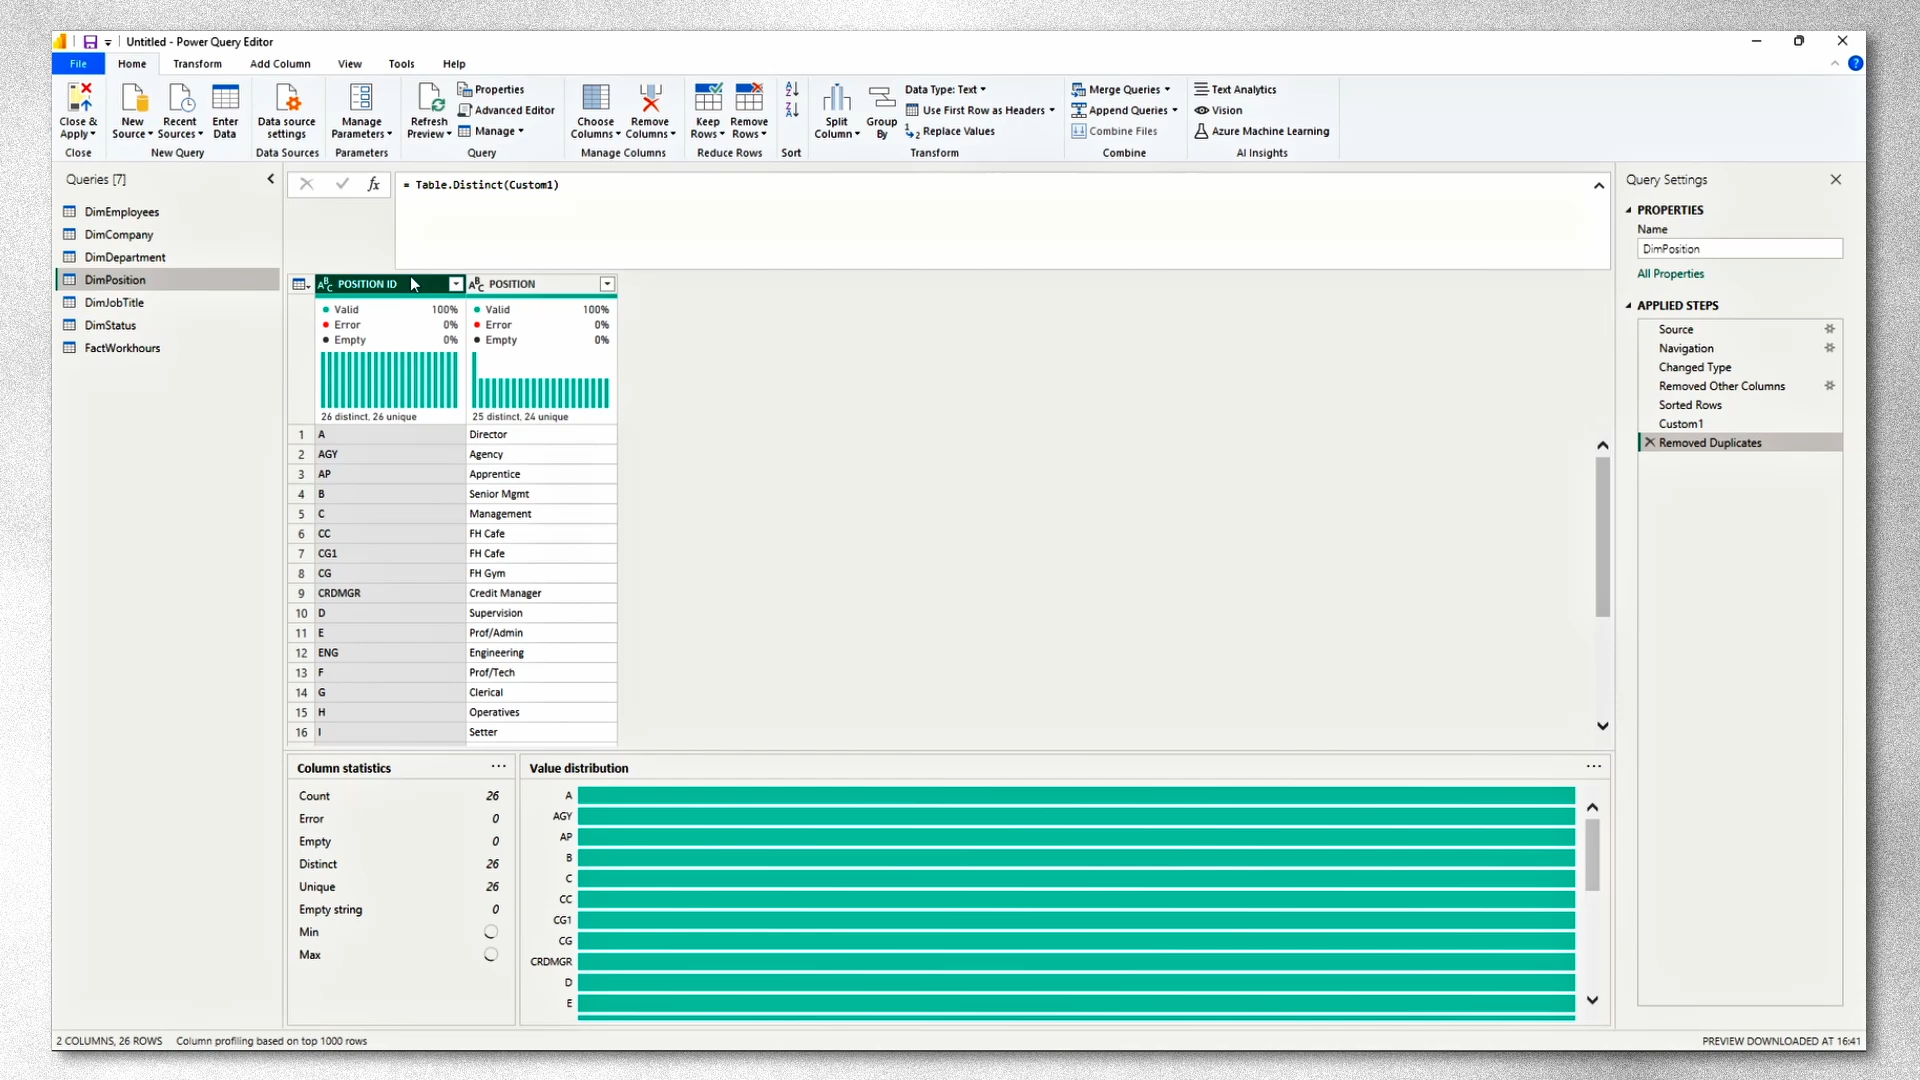 Untitled - Power Query Editor
File Home Transform Add Column View Tools Help
Close & Apply
Close
New Source
Recent Sources
Enter Data
New Query
Data source settings
Data Sources
Manage Parameters
Parameters
Refresh Preview
Properties
Advanced Editor
Manage
Query
Choose Columns
Remove Columns
Manage Columns
Keep Rows
Remove Rows
Reduce Rows
Sort
Split Column
Group By
Data Type: Text
Use First Row as Headers
Replace Values
Transform
Merge Queries
Append Queries
Combine Files
Combine
Text Analytics
Vision
Azure Machine Learning
AI Insights
Queries [7]
DimEmployees
DimCompany
DimDepartment
DimPosition
DimJobTitle
DimStatus
FactWorkhours
fx
= Table.Distinct(Custom1)
POSITION ID POSITION
Valid 100% Valid 100%
Error 0% Error 0%
Empty 0% Empty 0%
26 distinct, 26 unique 25 distinct, 24 unique
1 A Director
2 AGY Agency
3 AP Apprentice
4 B Senior Mgmt
5 C Management
6 CC FH Cafe
7 CG1 FH Cafe
8 CG FH Gym
9 CRDMGR Credit Manager
10 D Supervision
11 E Prof/Admin
12 ENG Engineering
13 F Prof/Tech
14 G Clerical
15 H Operatives
16 I Setter
Column statistics
Count 26
Error 0
Empty 0
Distinct 26
Unique 26
Empty string 0
Min
Max
Value distribution
A
AGY
AP
B
C
CC
CG1
CG
CRDMGR
D
E
Query Settings
PROPERTIES
Name
DimPosition
All Properties
APPLIED STEPS
Source
Navigation
Changed Type
Removed Other Columns
Sorted Rows
Custom1
Removed Duplicates
2 COLUMNS, 26 ROWS Column profiling based on top 1000 rows
PREVIEW DOWNLOADED AT 16:41